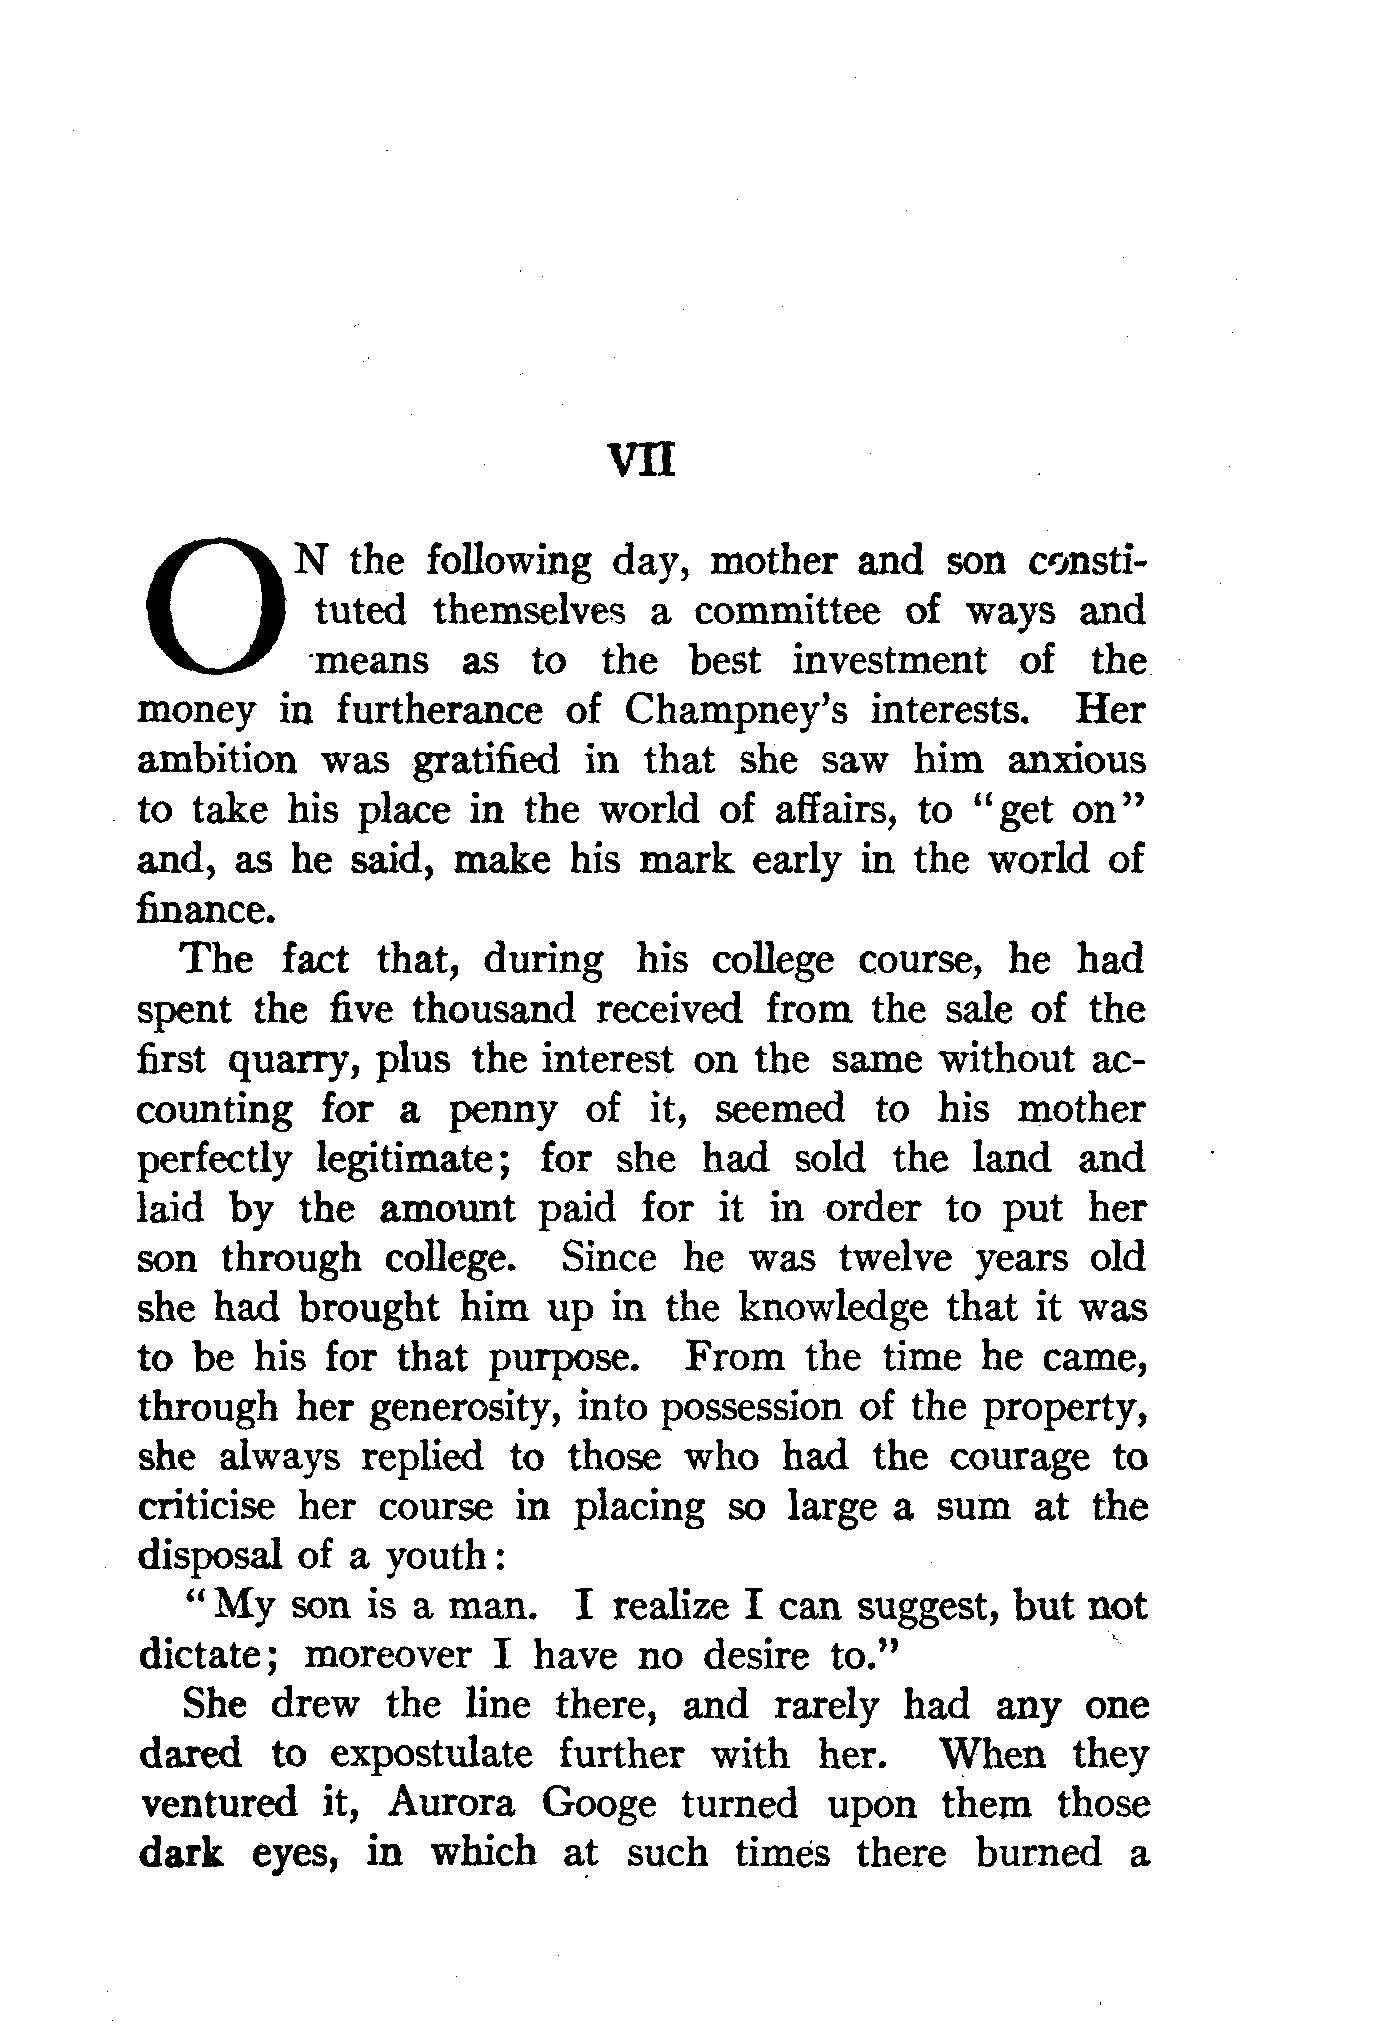 VII
ON the following day, mother and son consti-
tuted themselves a committee of ways and
means as to the best investment of the
money in furtherance of Champney's interests. Her
ambition was gratified in that she saw him anxious
to take his place in the world of affairs, to "get on"
and, as he said, make his mark early in the world of
finance.
The fact that, during his college course, he had
spent the five thousand received from the sale of the
first quarry, plus the interest on the same without ac-
counting for a penny of it, seemed to his mother
perfectly legitimate; for she had sold the land and
laid by the amount paid for it in order to put her
son through college. Since he was twelve years old
she had brought him up in the knowledge that it was
to be his for that purpose. From the time he came,
through her generosity, into possession of the property,
she always replied to those who had the courage to
criticise her course in placing so large a sum at the
disposal of a youth:
"My son is a man. I realize I can suggest, but not
dictate; moreover I have no desire to."
She drew the line there, and rarely had any one
dared to expostulate further with her. When they
ventured it, Aurora Googe turned upon them those
dark eyes, in which at such times there burned a